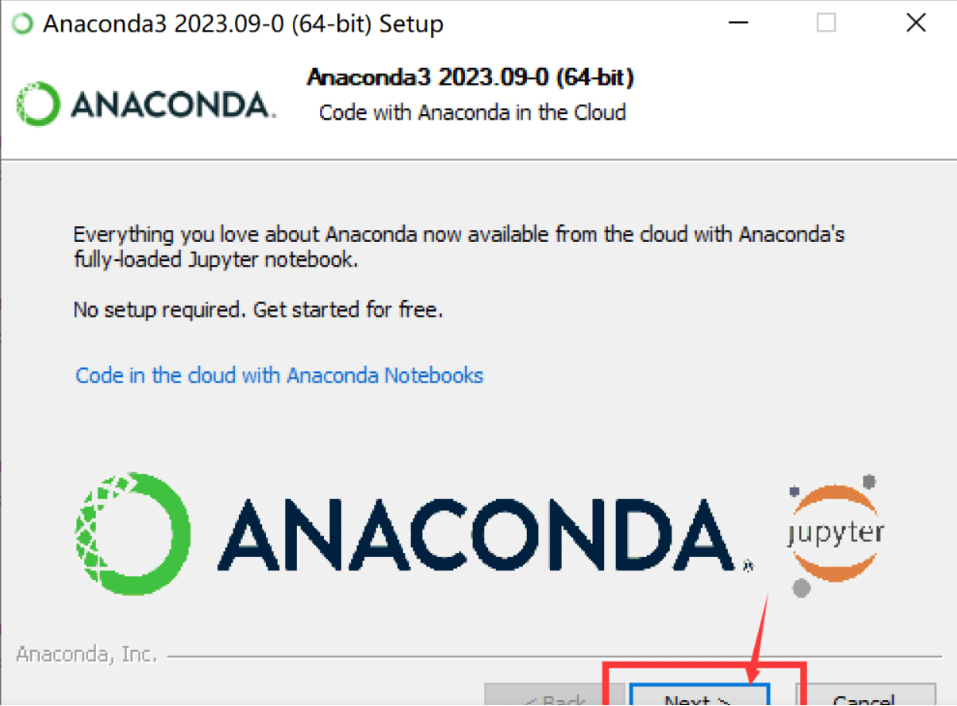 Anaconda3 2023.09-0 (64-bit) Setup
Anaconda3 2023.09-0 (64-bit)
ANACONDA.
Code with Anaconda in the Cloud
Everything you love about Anaconda now available from the cloud with Anaconda's
fully-loaded Jupyter notebook.
No setup required. Get started for free.
Code in the cloud with Anaconda Notebooks
ANACONDA.®
jupyter
Anaconda, Inc.
< Back Next > Cancel